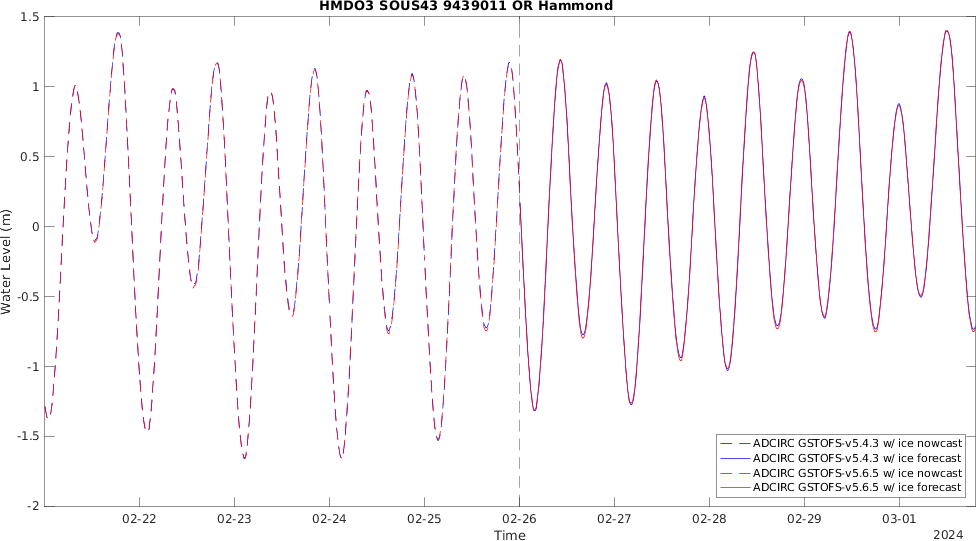 HMDO3 SOUS43 9439011 OR Hammond
1.5
1
0.5
0
-0.5
-1
-1.5
-2
Water Level (m)
ADCIRC GSTOFS-v5.4.3 w/ ice nowcast
ADCIRC GSTOFS-v5.4.3 w/ ice forecast
ADCIRC GSTOFS-v5.6.5 w/ ice nowcast
ADCIRC GSTOFS-v5.6.5 w/ ice forecast
02-22 02-23 02-24 02-25 02-26 02-27 02-28 02-29 03-01
Time
2024